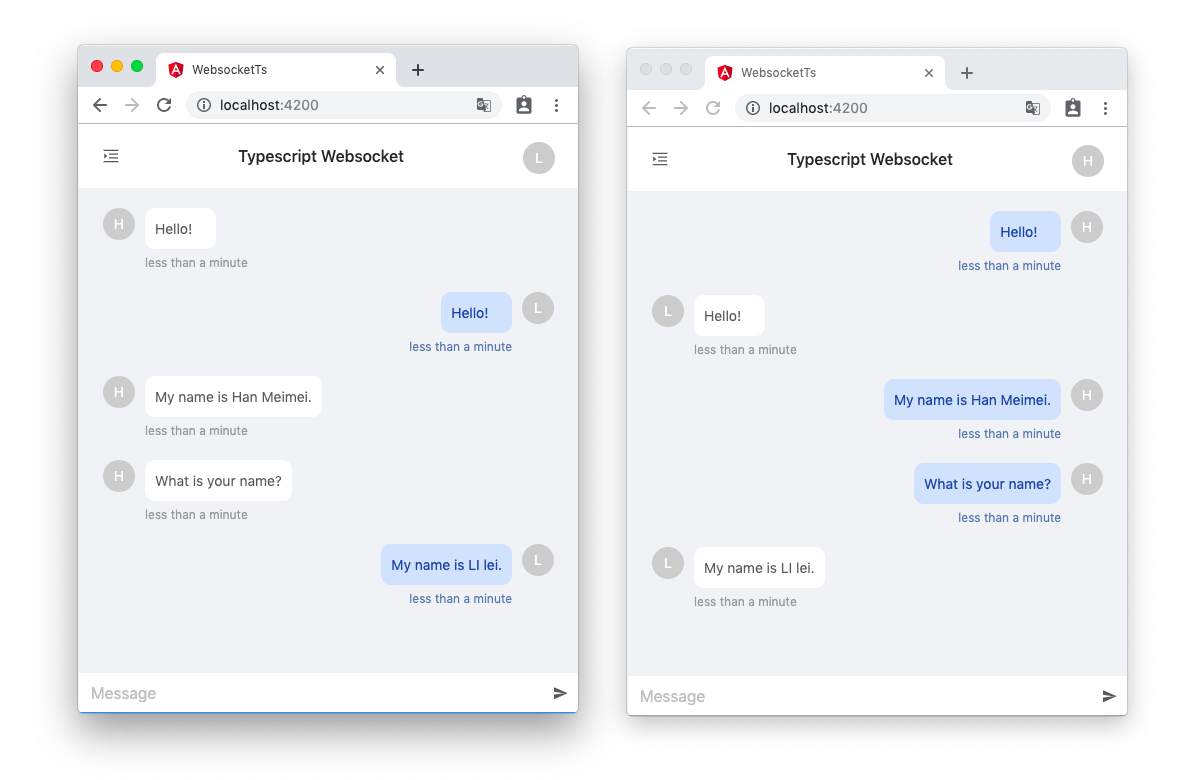 WebsocketTs
localhost:4200
Typescript Websocket
L
H
Hello!
less than a minute
Hello!
L
less than a minute
H
My name is Han Meimei.
less than a minute
H
What is your name?
less than a minute
My name is LI lei.
L
less than a minute
Message
WebsocketTs
localhost:4200
Typescript Websocket
H
Hello!
H
less than a minute
L
Hello!
less than a minute
My name is Han Meimei.
H
less than a minute
What is your name?
H
less than a minute
L
My name is LI lei.
less than a minute
Message